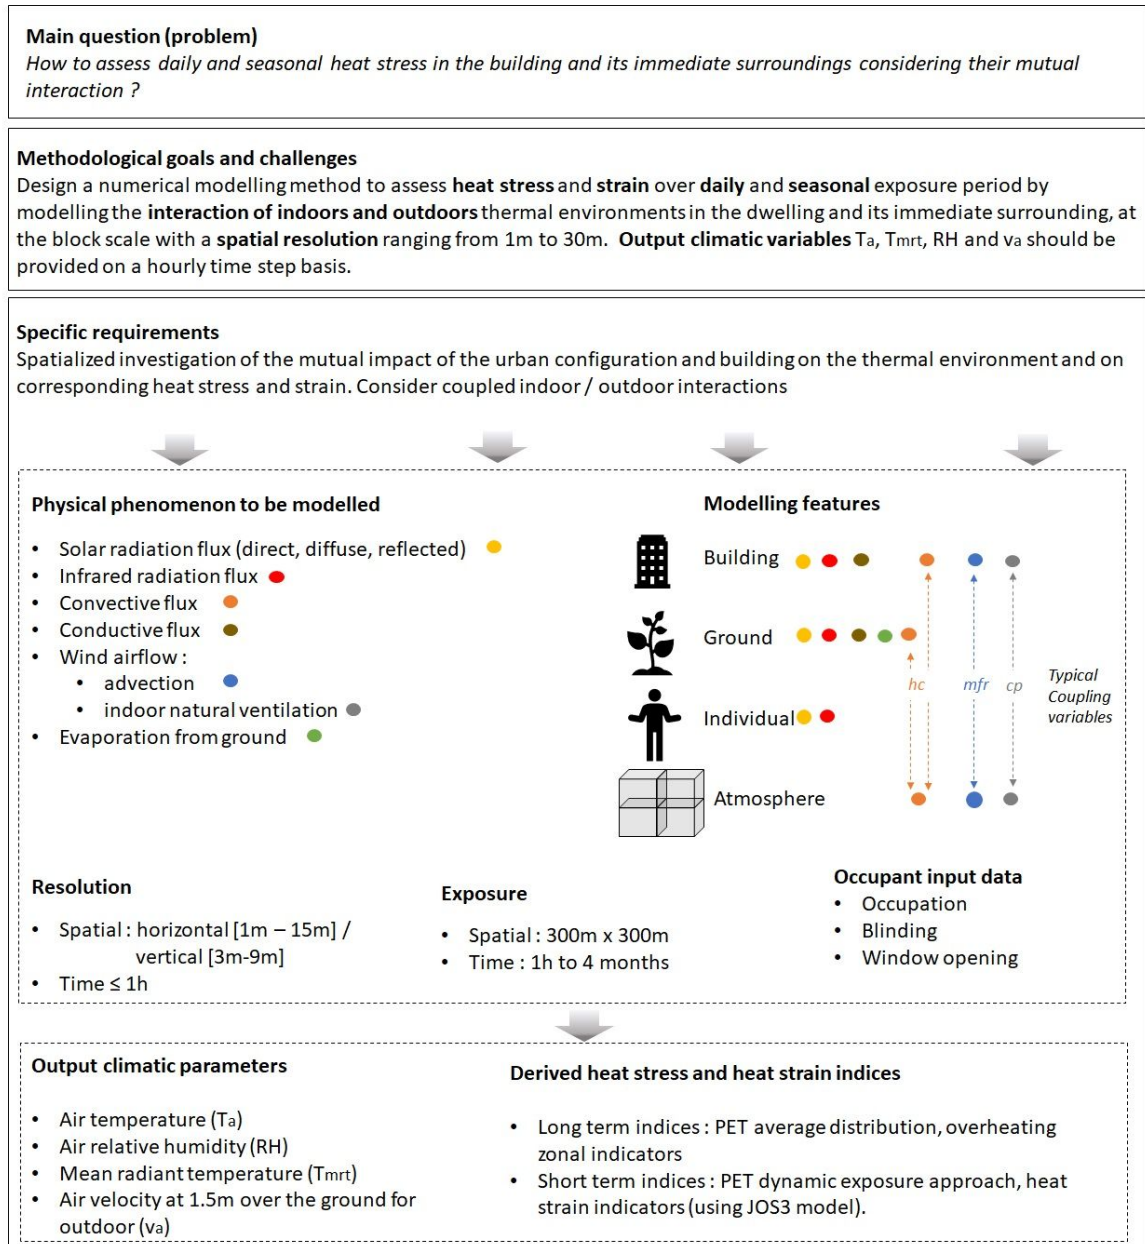 Main question (problem)
How to assess daily and seasonal heat stress in the building and its immediate surroundings considering their mutual
interaction ?
Methodological goals and challenges
Design a numerical modelling method to assess heat stress and strain over daily and seasonal exposure period by
modelling the interaction of indoors and outdoors thermal environments in the dwelling and its immediate surrounding, at
the block scale with a spatial resolution ranging from 1m to 30m. Output climatic variables Ta, Tmrt, RH and va should be
provided on a hourly time step basis.
Specific requirements
Spatialized investigation of the mutual impact of the urban configuration and building on the thermal environment and on
corresponding heat stress and strain. Consider coupled indoor / outdoor interactions
Physical phenomenon to be modelled
• Solar radiation flux (direct, diffuse, reflected)
• Infrared radiation flux
• Convective flux
• Conductive flux
• Wind airflow :
• advection
• indoor natural ventilation
• Evaporation from ground
Modelling features
Building
Ground
Individual
Atmosphere
hc
mfr
cp
Typical
Coupling
variables
Resolution
• Spatial : horizontal [1m – 15m] /
vertical [3m-9m]
• Time ≤ 1h
Exposure
• Spatial : 300m x 300m
• Time : 1h to 4 months
Occupant input data
• Occupation
• Blinding
• Window opening
Output climatic parameters
• Air temperature (Ta)
• Air relative humidity (RH)
• Mean radiant temperature (Tmrt)
• Air velocity at 1.5m over the ground for
outdoor (va)
Derived heat stress and heat strain indices
• Long term indices : PET average distribution, overheating
zonal indicators
• Short term indices : PET dynamic exposure approach, heat
strain indicators (using JOS3 model).